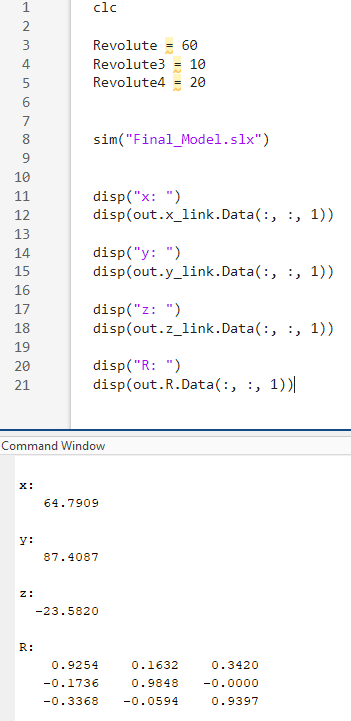 1 clc
2
3 Revolute = 60
4 Revolute3 = 10
5 Revolute4 = 20
6
7
8 sim("Final_Model.slx")
9
10
11 disp("x: ")
12 disp(out.x_link.Data(:, :, 1))
13
14 disp("y: ")
15 disp(out.y_link.Data(:, :, 1))
16
17 disp("z: ")
18 disp(out.z_link.Data(:, :, 1))
19
20 disp("R: ")
21 disp(out.R.Data(:, :, 1))
Command Window
x:
64.7909
y:
87.4087
z:
-23.5820
R:
0.9254 0.1632 0.3420
-0.1736 0.9848 -0.0000
-0.3368 -0.0594 0.9397